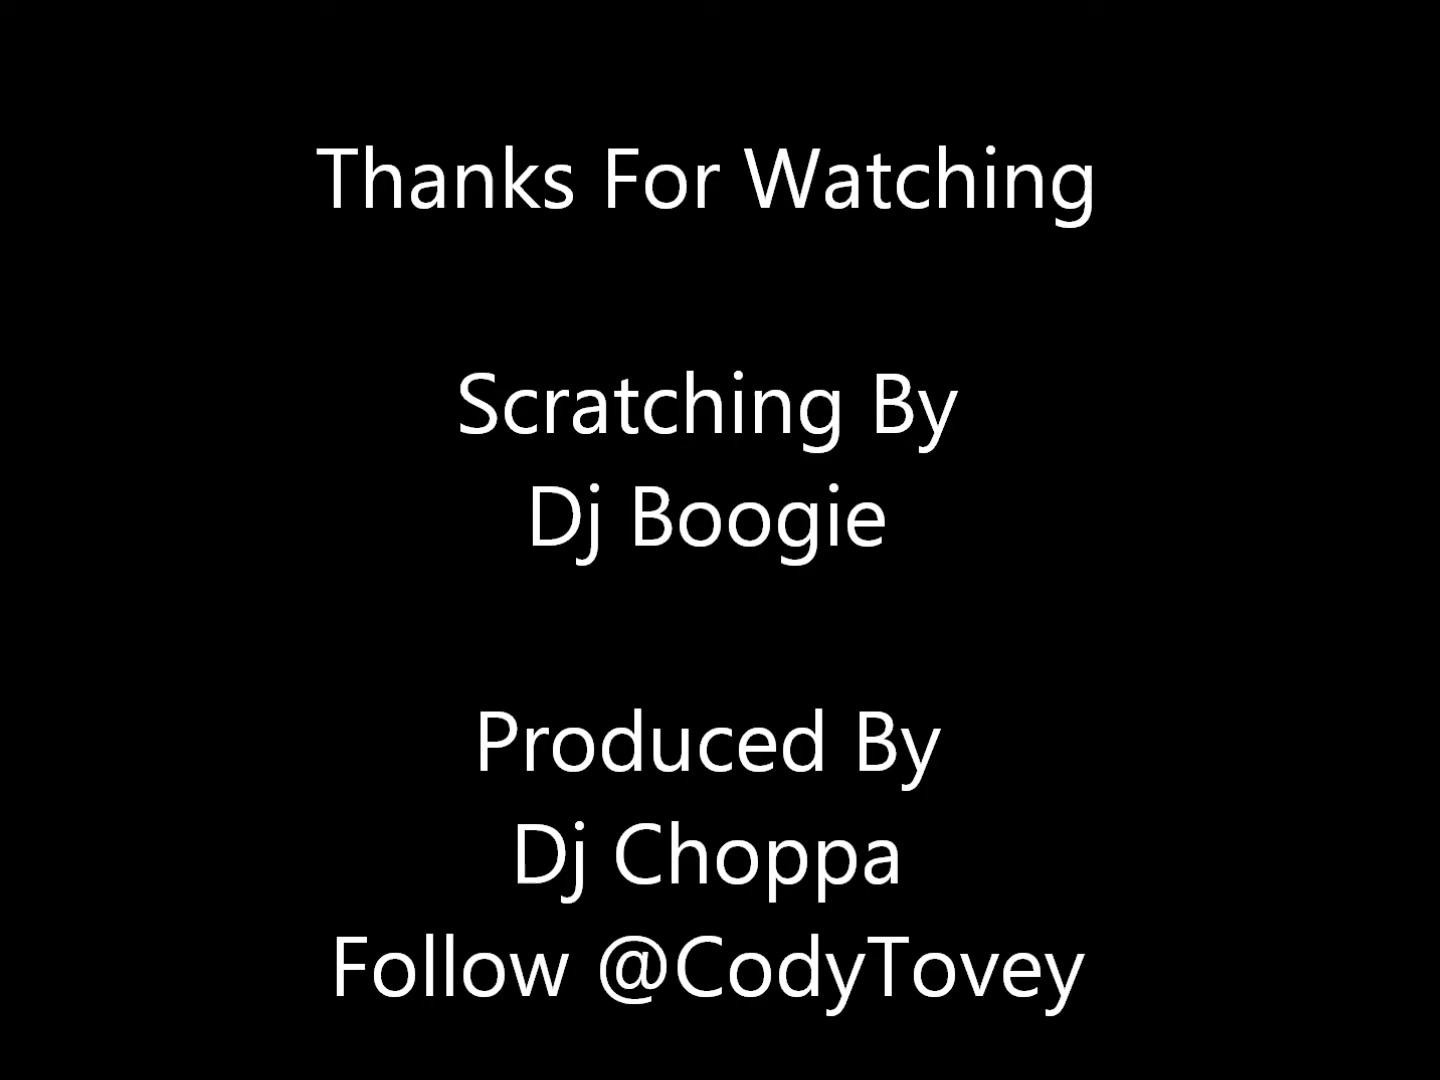 Thanks For Watching
Scratching By
Dj Boogie
Produced By
Dj Choppa
Follow @CodyTovey